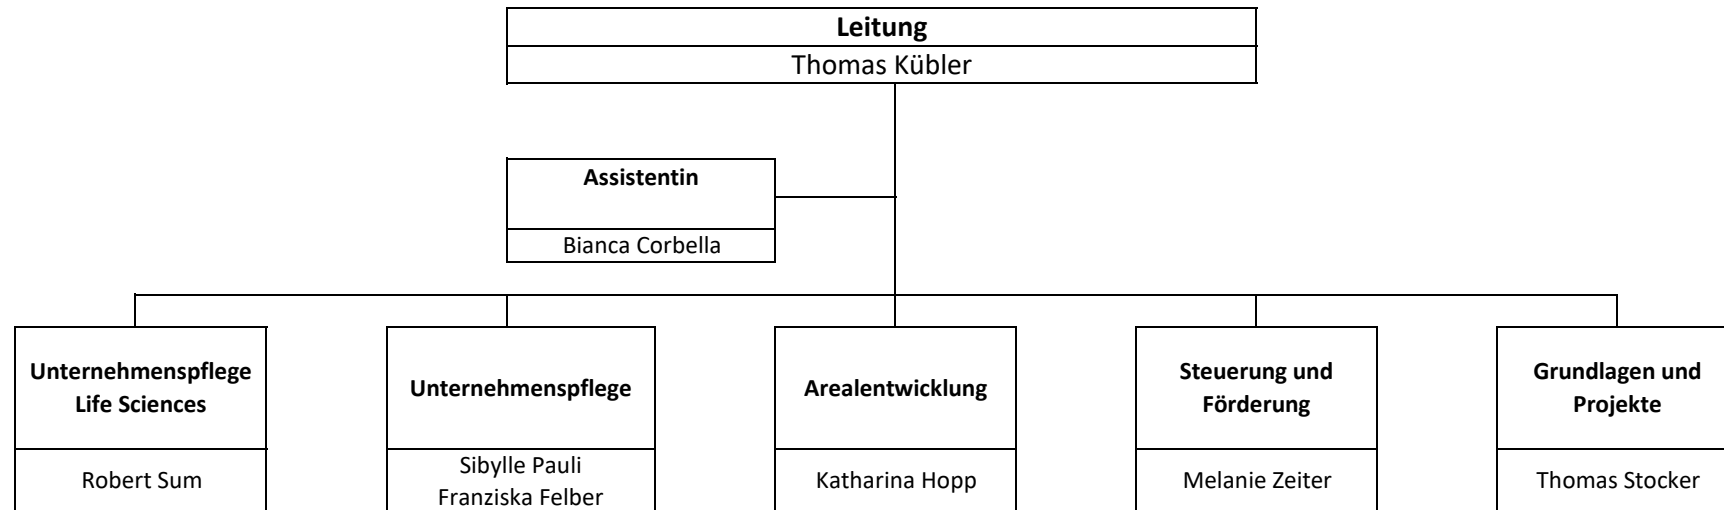 Leitung
Thomas Kübler
Assistentin
Bianca Corbella
Unternehmenspflege
Life Sciences
Robert Sum
Unternehmenspflege
Sibylle Pauli
Franziska Felber
Arealentwicklung
Katharina Hopp
Steuerung und
Förderung
Melanie Zeiter
Grundlagen und
Projekte
Thomas Stocker